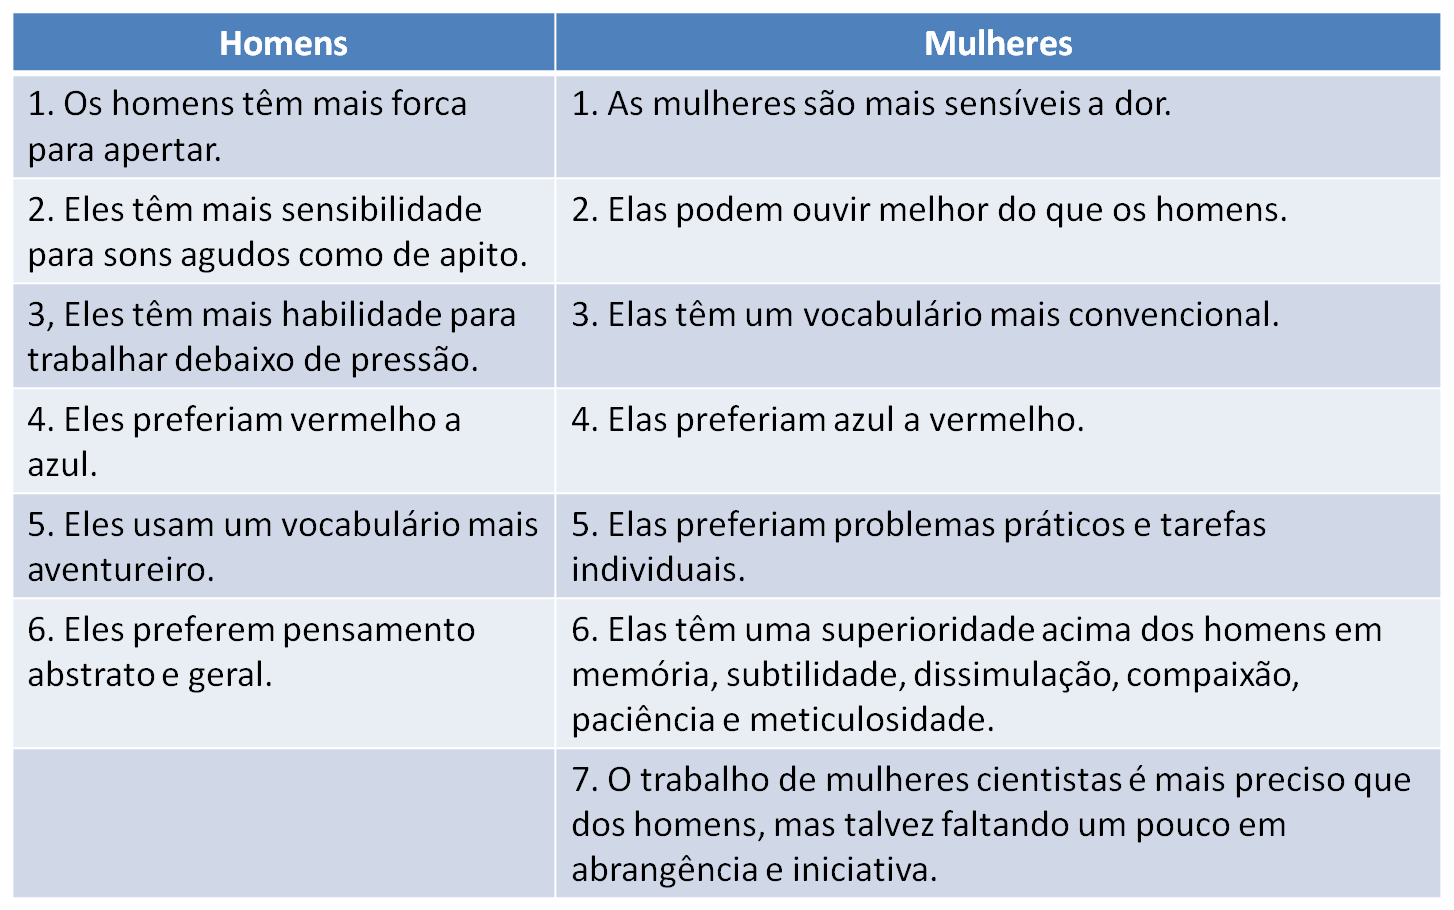 Homens
Mulheres
1. Os homens têm mais forca
para apertar.
1. As mulheres são mais sensíveis a dor.
2. Eles têm mais sensibilidade
para sons agudos como de apito.
2. Elas podem ouvir melhor do que os homens.
3, Eles têm mais habilidade para
trabalhar debaixo de pressão.
3. Elas têm um vocabulário mais convencional.
4. Eles preferiam vermelho a
azul.
4. Elas preferiam azul a vermelho.
5. Eles usam um vocabulário mais
aventureiro.
5. Elas preferiam problemas práticos e tarefas
individuais.
6. Eles preferem pensamento
abstrato e geral.
6. Elas têm uma superioridade acima dos homens em
memória, subtilidade, dissimulação, compaixão,
paciência e meticulosidade.
7. O trabalho de mulheres cientistas é mais preciso que
dos homens, mas talvez faltando um pouco em
abrangência e iniciativa.